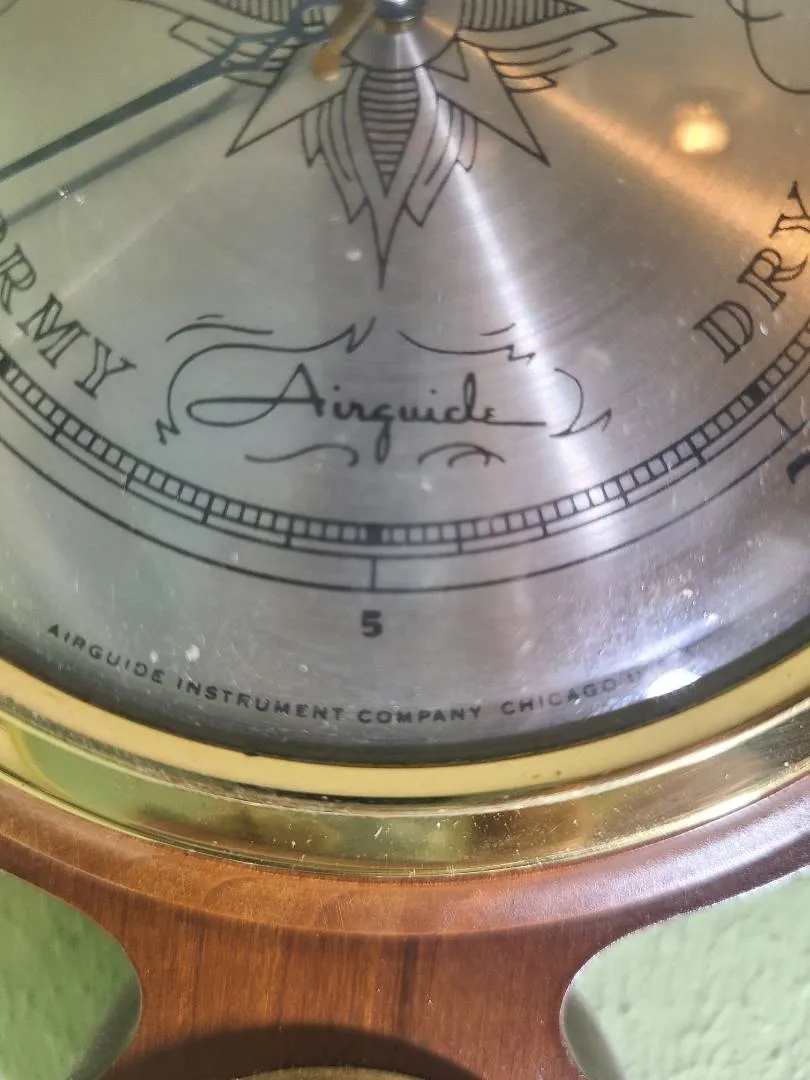 RMY
DRY
Airguide
5
AIRGUIDE INSTRUMENT COMPANY CHICAGO